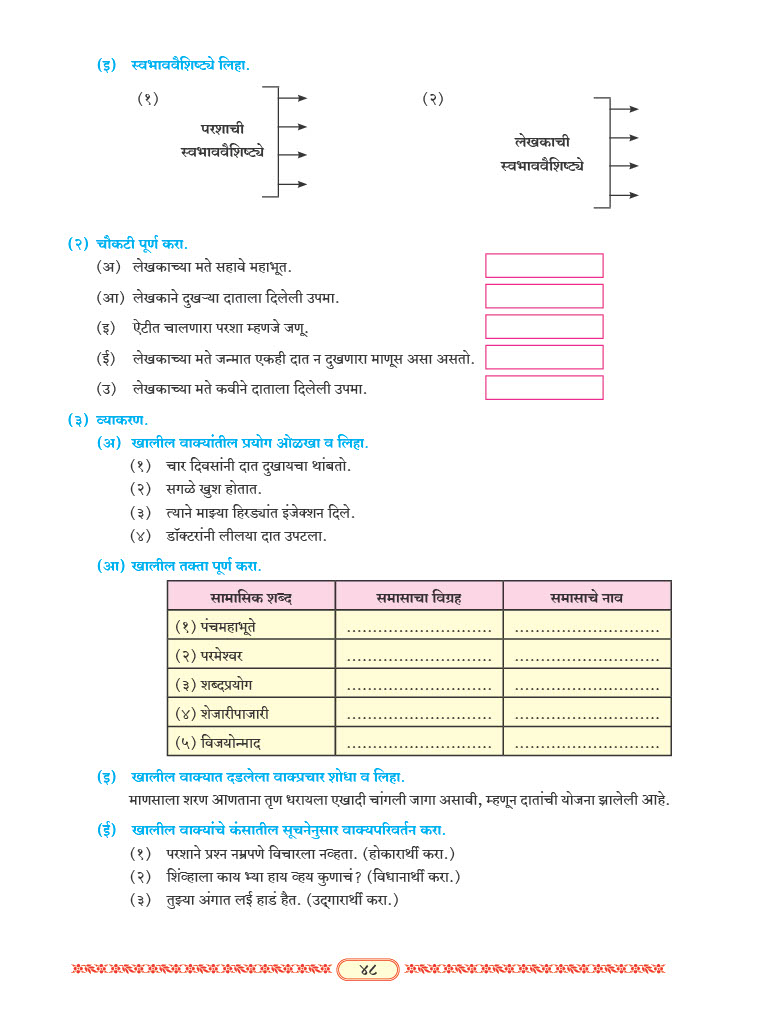 (इ) स्वभाववैशिष्ट्ये लिहा.
(१) परशाची
स्वभाववैशिष्ट्ये
(२) लेखकाची
स्वभाववैशिष्ट्ये
(२) चौकटी पूर्ण करा.
(अ) लेखकाच्या मते सहावे महाभूत.
(आ) लेखकाने दुखऱ्या दाताला दिलेली उपमा.
(इ) ऐटीत चालणारा परशा म्हणजे जणू.
(ई) लेखकाच्या मते जन्मात एकही दात न दुखणारा माणूस असा असतो.
(उ) लेखकाच्या मते कवीने दाताला दिलेली उपमा.
(३) व्याकरण.
(अ) खालील वाक्यांतील प्रयोग ओळखा व लिहा.
(१) चार दिवसांनी दात दुखायचा थांबतो.
(२) सगळे खुश होतात.
(३) त्याने माझ्या हिरड्यांत इंजेक्शन दिले.
(४) डॉक्टरांनी लीलया दात उपटला.
(आ) खालील तक्ता पूर्ण करा.
सामासिक शब्द समासाचा विग्रह समासाचे नाव
(१) पंचमहाभूते ............................ ............................
(२) परमेश्वर ............................ ............................
(३) शब्दप्रयोग ............................ ............................
(४) शेजारीपाजारी ............................ ............................
(५) विजयोन्माद ............................ ............................
(इ) खालील वाक्यात दडलेला वाक्प्रचार शोधा व लिहा.
माणसाला शरण आणताना तृण धरायला एखादी चांगली जागा असावी, म्हणून दातांची योजना झालेली आहे.
(ई) खालील वाक्यांचे कंसातील सूचनेनुसार वाक्यपरिवर्तन करा.
(१) परशाने प्रश्न नम्रपणे विचारला नव्हता. (होकारार्थी करा.)
(२) शिंव्हाला काय भ्या हाय व्हय कुणाचं? (विधानार्थी करा.)
(३) तुझ्या अंगात लई हाडं हैत. (उद्‌गारार्थी करा.)
४८